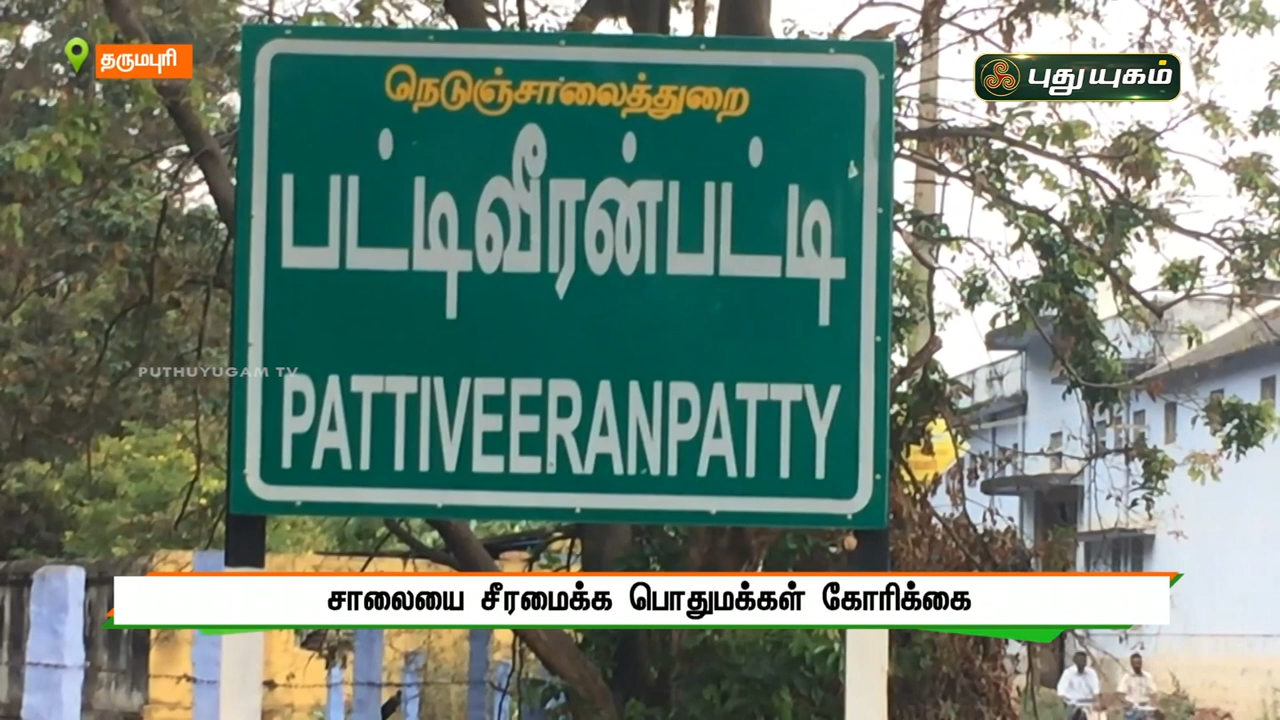 தருமபுரி
புதுயுகம்
நெடுஞ்சாலைத்துறை
பட்டிவீரன்பட்டி
PUTHUYUGAM TV
PATTIVEERANPATTY
சாலையை சீரமைக்க பொதுமக்கள் கோரிக்கை